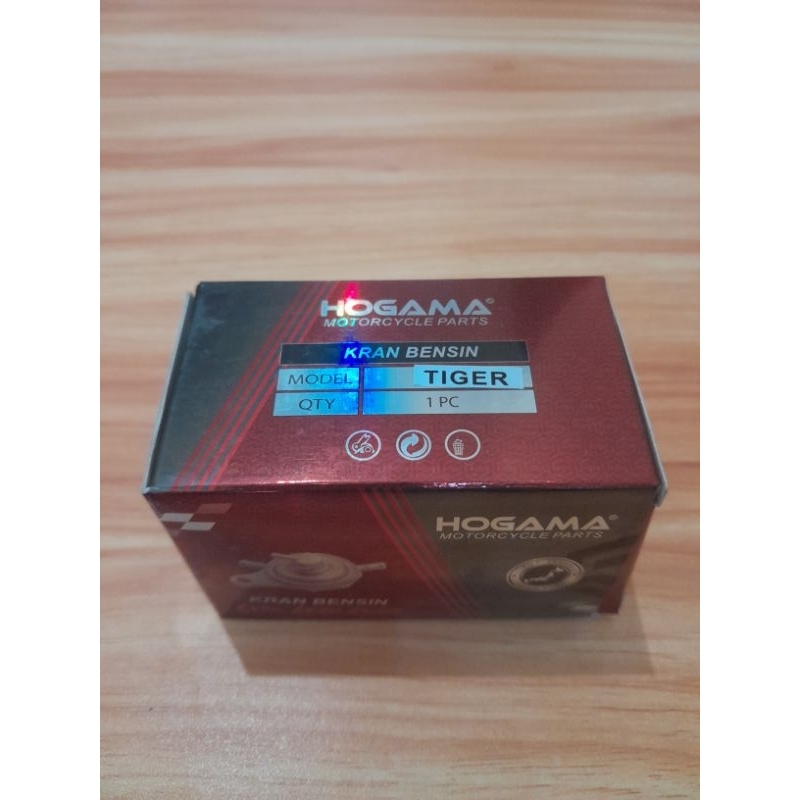 HOGAMA®
MOTORCYCLE PARTS
KRAN BENSIN
MODEL TIGER
QTY 1 PC
HOGAMA®
MOTORCYCLE PARTS
KRAN BENSIN